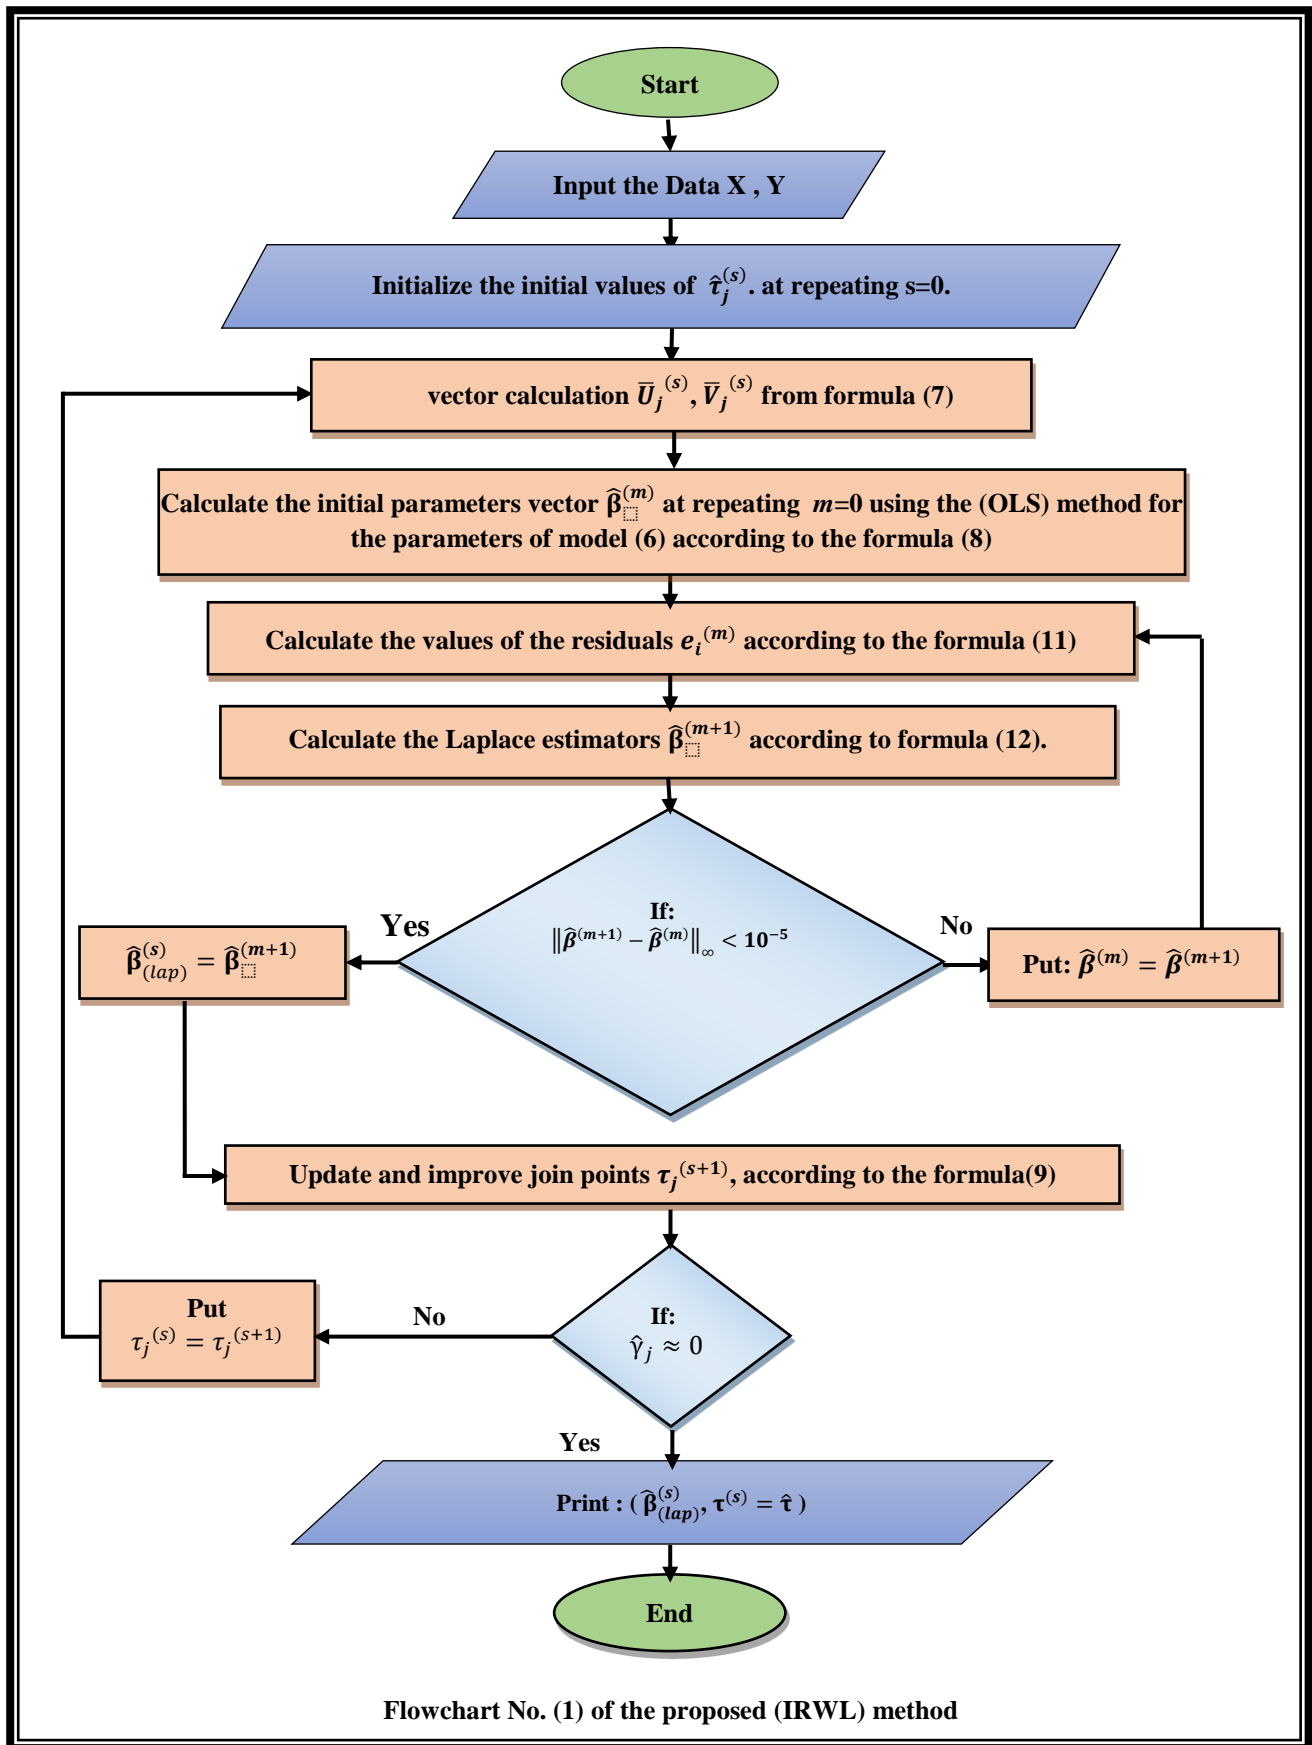 Start
Input the Data X , Y
Initialize the initial values of τ̂ⱼ⁽ˢ⁾. at repeating s=0.
vector calculation U̅ⱼ⁽ˢ⁾, V̅ⱼ⁽ˢ⁾ from formula (7)
Calculate the initial parameters vector β̂⬚⁽ᵐ⁾ at repeating m=0 using the (OLS) method for
the parameters of model (6) according to the formula (8)
Calculate the values of the residuals eᵢ⁽ᵐ⁾ according to the formula (11)
Calculate the Laplace estimators β̂⬚⁽ᵐ⁺¹⁾ according to formula (12).
If:
‖β̂⁽ᵐ⁺¹⁾ − β̂⁽ᵐ⁾‖∞ < 10⁻⁵
Yes
No
β̂₍lap₎⁽ˢ⁾ = β̂⬚⁽ᵐ⁺¹⁾
Put: β̂⁽ᵐ⁾ = β̂⁽ᵐ⁺¹⁾
Update and improve join points τⱼ⁽ˢ⁺¹⁾, according to the formula(9)
If:
γ̂ⱼ ≈ 0
No
Put
τⱼ⁽ˢ⁾ = τⱼ⁽ˢ⁺¹⁾
Yes
Print : ( β̂₍lap₎⁽ˢ⁾, τ⁽ˢ⁾ = τ̂ )
End
Flowchart No. (1) of the proposed (IRWL) method